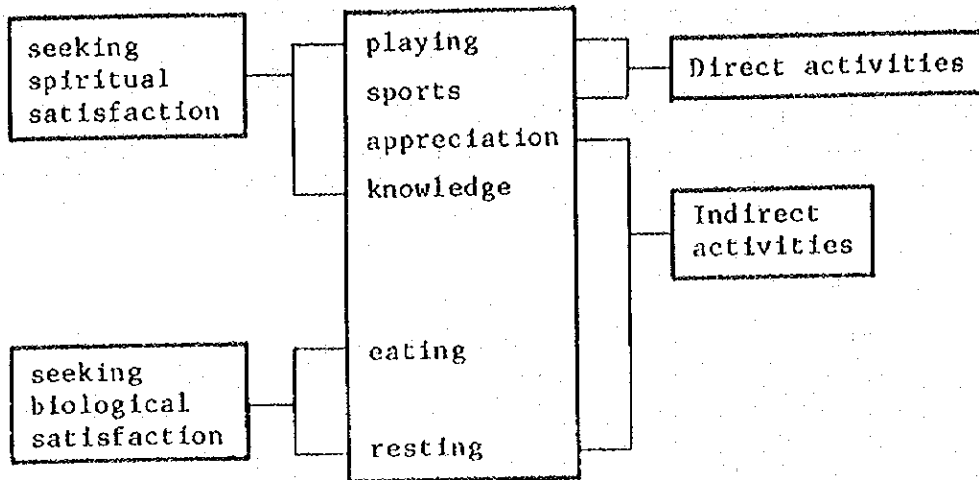 seeking
spiritual
satisfaction
playing
sports
appreciation
knowledge
Direct activities
Indirect
activities
seeking
biological
satisfaction
eating
resting